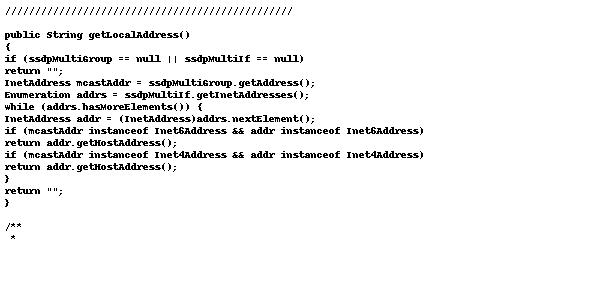 ////////////////////////////////////////////////

public String getLocalAddress()
{
if (ssdpMultiGroup == null || ssdpMultiIf == null)
return "";
InetAddress mcastAddr = ssdpMultiGroup.getAddress();
Enumeration addrs = ssdpMultiIf.getInetAddresses();
while (addrs.hasMoreElements()) {
InetAddress addr = (InetAddress)addrs.nextElement();
if (mcastAddr instanceof Inet6Address && addr instanceof Inet6Address)
return addr.getHostAddress();
if (mcastAddr instanceof Inet4Address && addr instanceof Inet4Address)
return addr.getHostAddress();
}
return "";
}

/**
 *